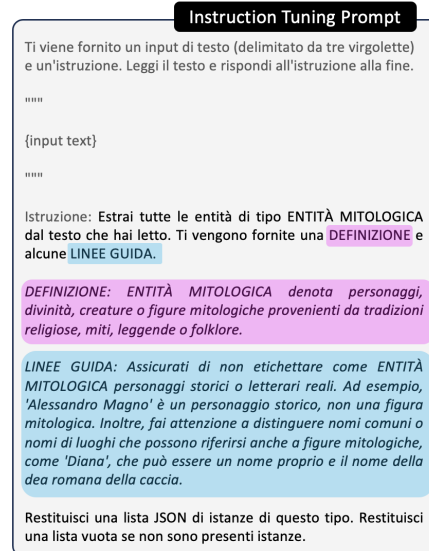 Instruction Tuning Prompt
Ti viene fornito un input di testo (delimitato da tre virgolette)
e un'istruzione. Leggi il testo e rispondi all'istruzione alla fine.
"""
{input text}
"""
Istruzione: Estrai tutte le entità di tipo ENTITÀ MITOLOGICA
dal testo che hai letto. Ti vengono fornite una DEFINIZIONE e
alcune LINEE GUIDA.
DEFINIZIONE: ENTITÀ MITOLOGICA denota personaggi,
divinità, creature o figure mitologiche provenienti da tradizioni
religiose, miti, leggende o folklore.
LINEE GUIDA: Assicurati di non etichettare come ENTITÀ
MITOLOGICA personaggi storici o letterari reali. Ad esempio,
'Alessandro Magno' è un personaggio storico, non una figura
mitologica. Inoltre, fai attenzione a distinguere nomi comuni o
nomi di luoghi che possono riferirsi anche a figure mitologiche,
come 'Diana', che può essere un nome proprio e il nome della
dea romana della caccia.
Restituisci una lista JSON di istanze di questo tipo. Restituisci
una lista vuota se non sono presenti istanze.